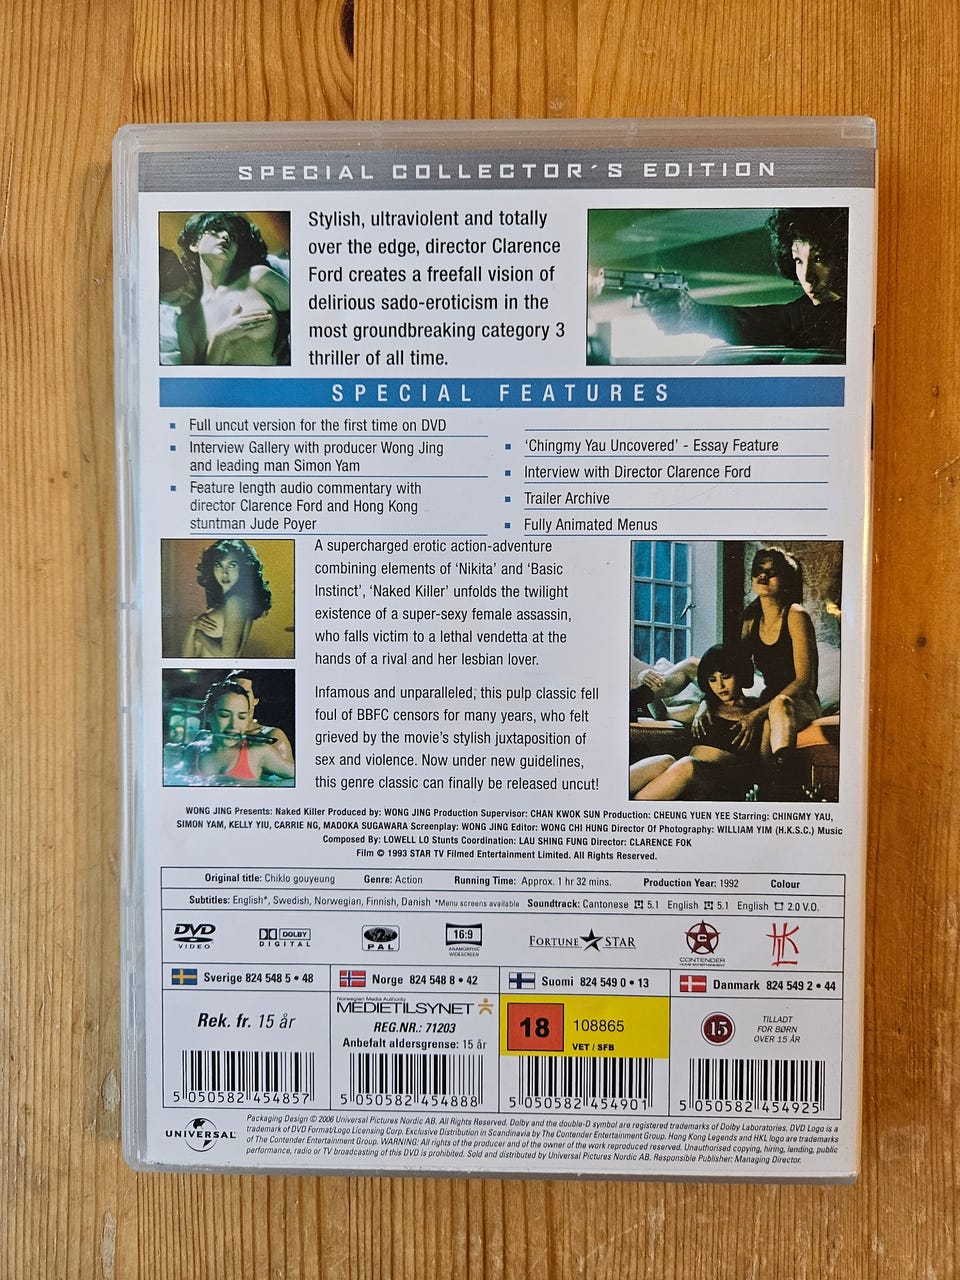 SPECIAL COLLECTOR´S EDITION
Stylish, ultraviolent and totally
over the edge, director Clarence
Ford creates a freefall vision of
delirious sado-eroticism in the
most groundbreaking category 3
thriller of all time.
SPECIAL FEATURES
Full uncut version for the first time on DVD
Interview Gallery with producer Wong Jing
and leading man Simon Yam
Feature length audio commentary with
director Clarence Ford and Hong Kong
stuntman Jude Poyer
‘Chingmy Yau Uncovered’ - Essay Feature
Interview with Director Clarence Ford
Trailer Archive
Fully Animated Menus
A supercharged erotic action-adventure
combining elements of ‘Nikita’ and ‘Basic
Instinct’, ‘Naked Killer’ unfolds the twilight
existence of a super-sexy female assassin,
who falls victim to a lethal vendetta at the
hands of a rival and her lesbian lover.
Infamous and unparalleled, this pulp classic fell
foul of BBFC censors for many years, who felt
grieved by the movie’s stylish juxtaposition of
sex and violence. Now under new guidelines,
this genre classic can finally be released uncut!
WONG JING Presents: Naked Killer Produced by: WONG JING Production Supervisor: CHAN KWOK SUN Production: CHEUNG YUEN YEE Starring: CHINGMY YAU,
SIMON YAM, KELLY YIU, CARRIE NG, MADOKA SUGAWARA Screenplay: WONG JING Editor: WONG CHI HUNG Director Of Photography: WILLIAM YIM (H.K.S.C.) Music
Composed By: LOWELL LO Stunts Coordination: LAU SHING FUNG Director: CLARENCE FOK
Film © 1993 STAR TV Filmed Entertainment Limited. All Rights Reserved.
Original title: Chiklo gouyeung Genre: Action Running Time: Approx. 1 hr 32 mins. Production Year: 1992 Colour
Subtitles: English*, Swedish, Norwegian, Finnish, Danish *Menu screens available Soundtrack: Cantonese 5.1 English 5.1 English 2.0 V.O.
DVD VIDEO
DOLBY DIGITAL
PAL
16:9 ANAMORPHIC WIDESCREEN
FORTUNE STAR
C CONTENDER HOME ENTERTAINMENT
HK
Sverige 824 548 5 • 48
Norge 824 548 8 • 42
Suomi 824 549 0 • 13
Danmark 824 549 2 • 44
Rek. fr. 15 år
Norwegian Media Authority
MEDIETILSYNET
REG.NR.: 71203
Anbefalt aldersgrense: 15 år
18
108865
VET / SFB
15
TILLADT
FOR BØRN
OVER 15 ÅR
5 050582 454857
5 050582 454888
5 050582 454901
5 050582 454925
UNIVERSAL
Packaging Design © 2006 Universal Pictures Nordic AB. All Rights Reserved. Dolby and the double-D symbol are registered trademarks of Dolby Laboratories. DVD Logo is a
trademark of DVD Format/Logo Licensing Corp. Exclusive Distribution in Scandinavia by The Contender Entertainment Group. Hong Kong Legends and HKL logo are trademarks
of The Contender Entertainment Group. WARNING: All rights of the producer and of the owner of the work reproduced reserved. Unauthorised copying, hiring, lending, public
performance, radio or TV broadcasting of this DVD is prohibited. Sold and distributed by Universal Pictures Nordic AB. Responsible Publisher: Managing Director.